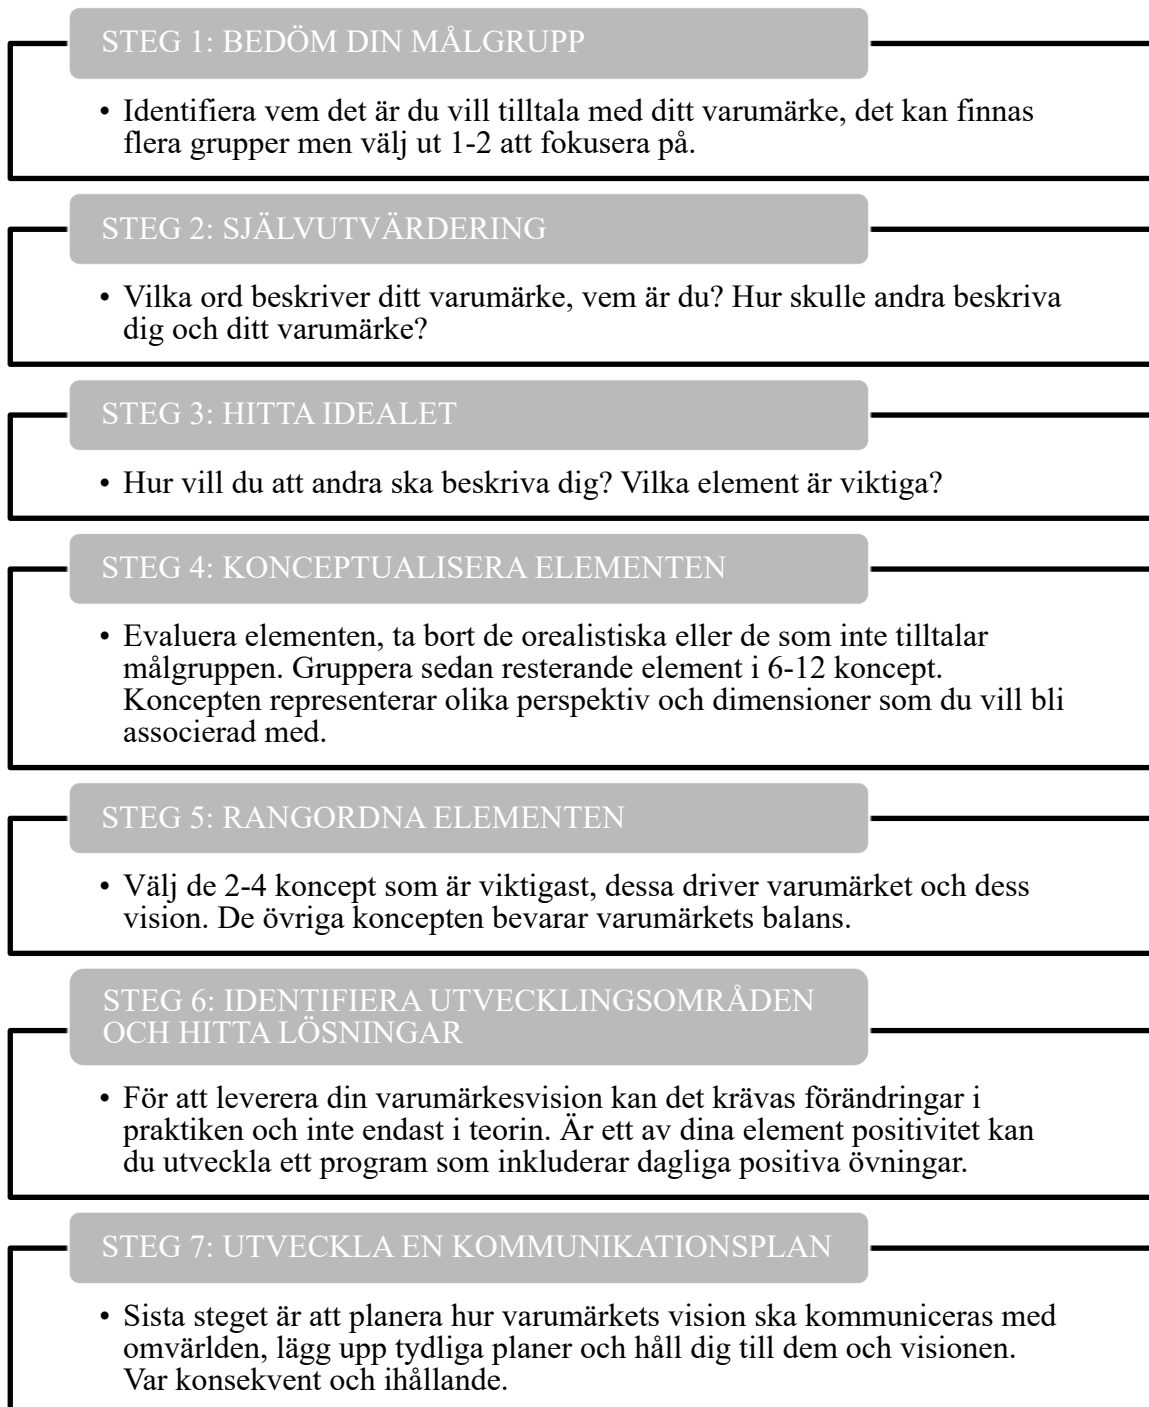 STEG 1: BEDÖM DIN MÅLGRUPP
• Identifiera vem det är du vill tilltala med ditt varumärke, det kan finnas
flera grupper men välj ut 1-2 att fokusera på.
STEG 2: SJÄLVUTVÄRDERING
• Vilka ord beskriver ditt varumärke, vem är du? Hur skulle andra beskriva
dig och ditt varumärke?
STEG 3: HITTA IDEALET
• Hur vill du att andra ska beskriva dig? Vilka element är viktiga?
STEG 4: KONCEPTUALISERA ELEMENTEN
• Evaluera elementen, ta bort de orealistiska eller de som inte tilltalar
målgruppen. Gruppera sedan resterande element i 6-12 koncept.
Koncepten representerar olika perspektiv och dimensioner som du vill bli
associerad med.
STEG 5: RANGORDNA ELEMENTEN
• Välj de 2-4 koncept som är viktigast, dessa driver varumärket och dess
vision. De övriga koncepten bevarar varumärkets balans.
STEG 6: IDENTIFIERA UTVECKLINGSOMRÅDEN
OCH HITTA LÖSNINGAR
• För att leverera din varumärkesvision kan det krävas förändringar i
praktiken och inte endast i teorin. Är ett av dina element positivitet kan
du utveckla ett program som inkluderar dagliga positiva övningar.
STEG 7: UTVECKLA EN KOMMUNIKATIONSPLAN
• Sista steget är att planera hur varumärkets vision ska kommuniceras med
omvärlden, lägg upp tydliga planer och håll dig till dem och visionen.
Var konsekvent och ihållande.